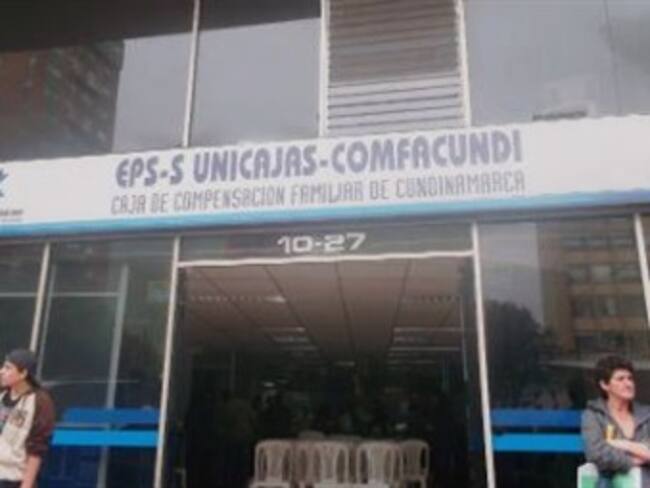 EPS-S UNICAJAS-COMFACUNDI
CAJA DE COMPENSACION FAMILIAR DE CUNDINAMARCA
10-27